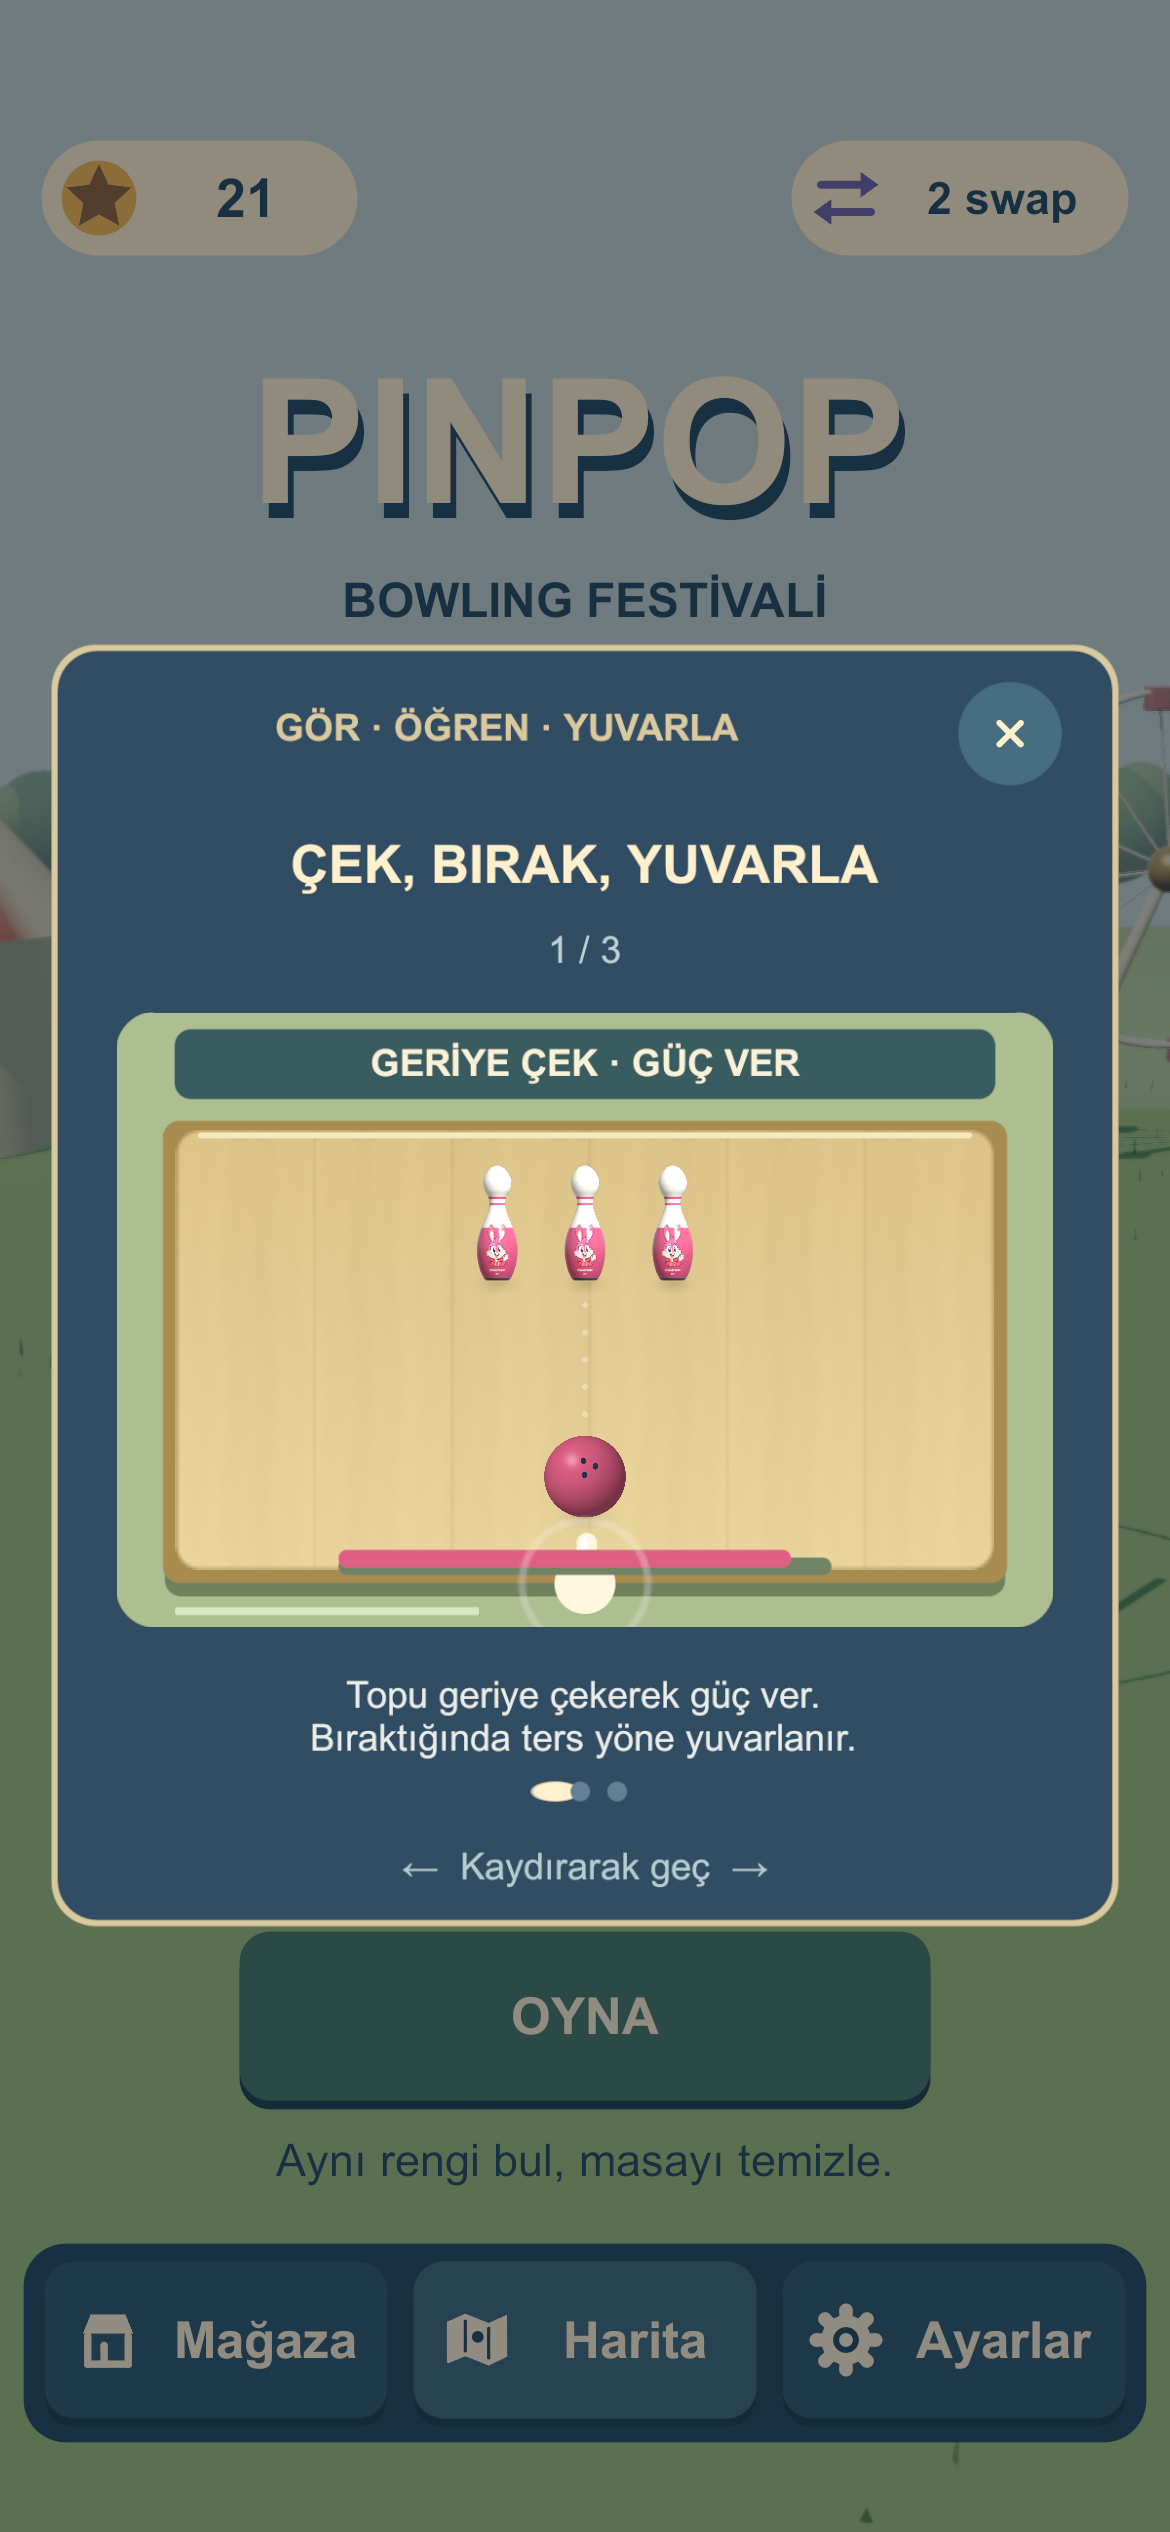 21
2 swap
PINPOP
BOWLING FESTİVALİ
GÖR · ÖĞREN · YUVARLA
ÇEK, BIRAK, YUVARLA
1 / 3
GERİYE ÇEK · GÜÇ VER
Topu geriye çekerek güç ver.
Bıraktığında ters yöne yuvarlanır.
← Kaydırarak geç →
OYNA
Aynı rengi bul, masayı temizle.
Mağaza
Harita
Ayarlar